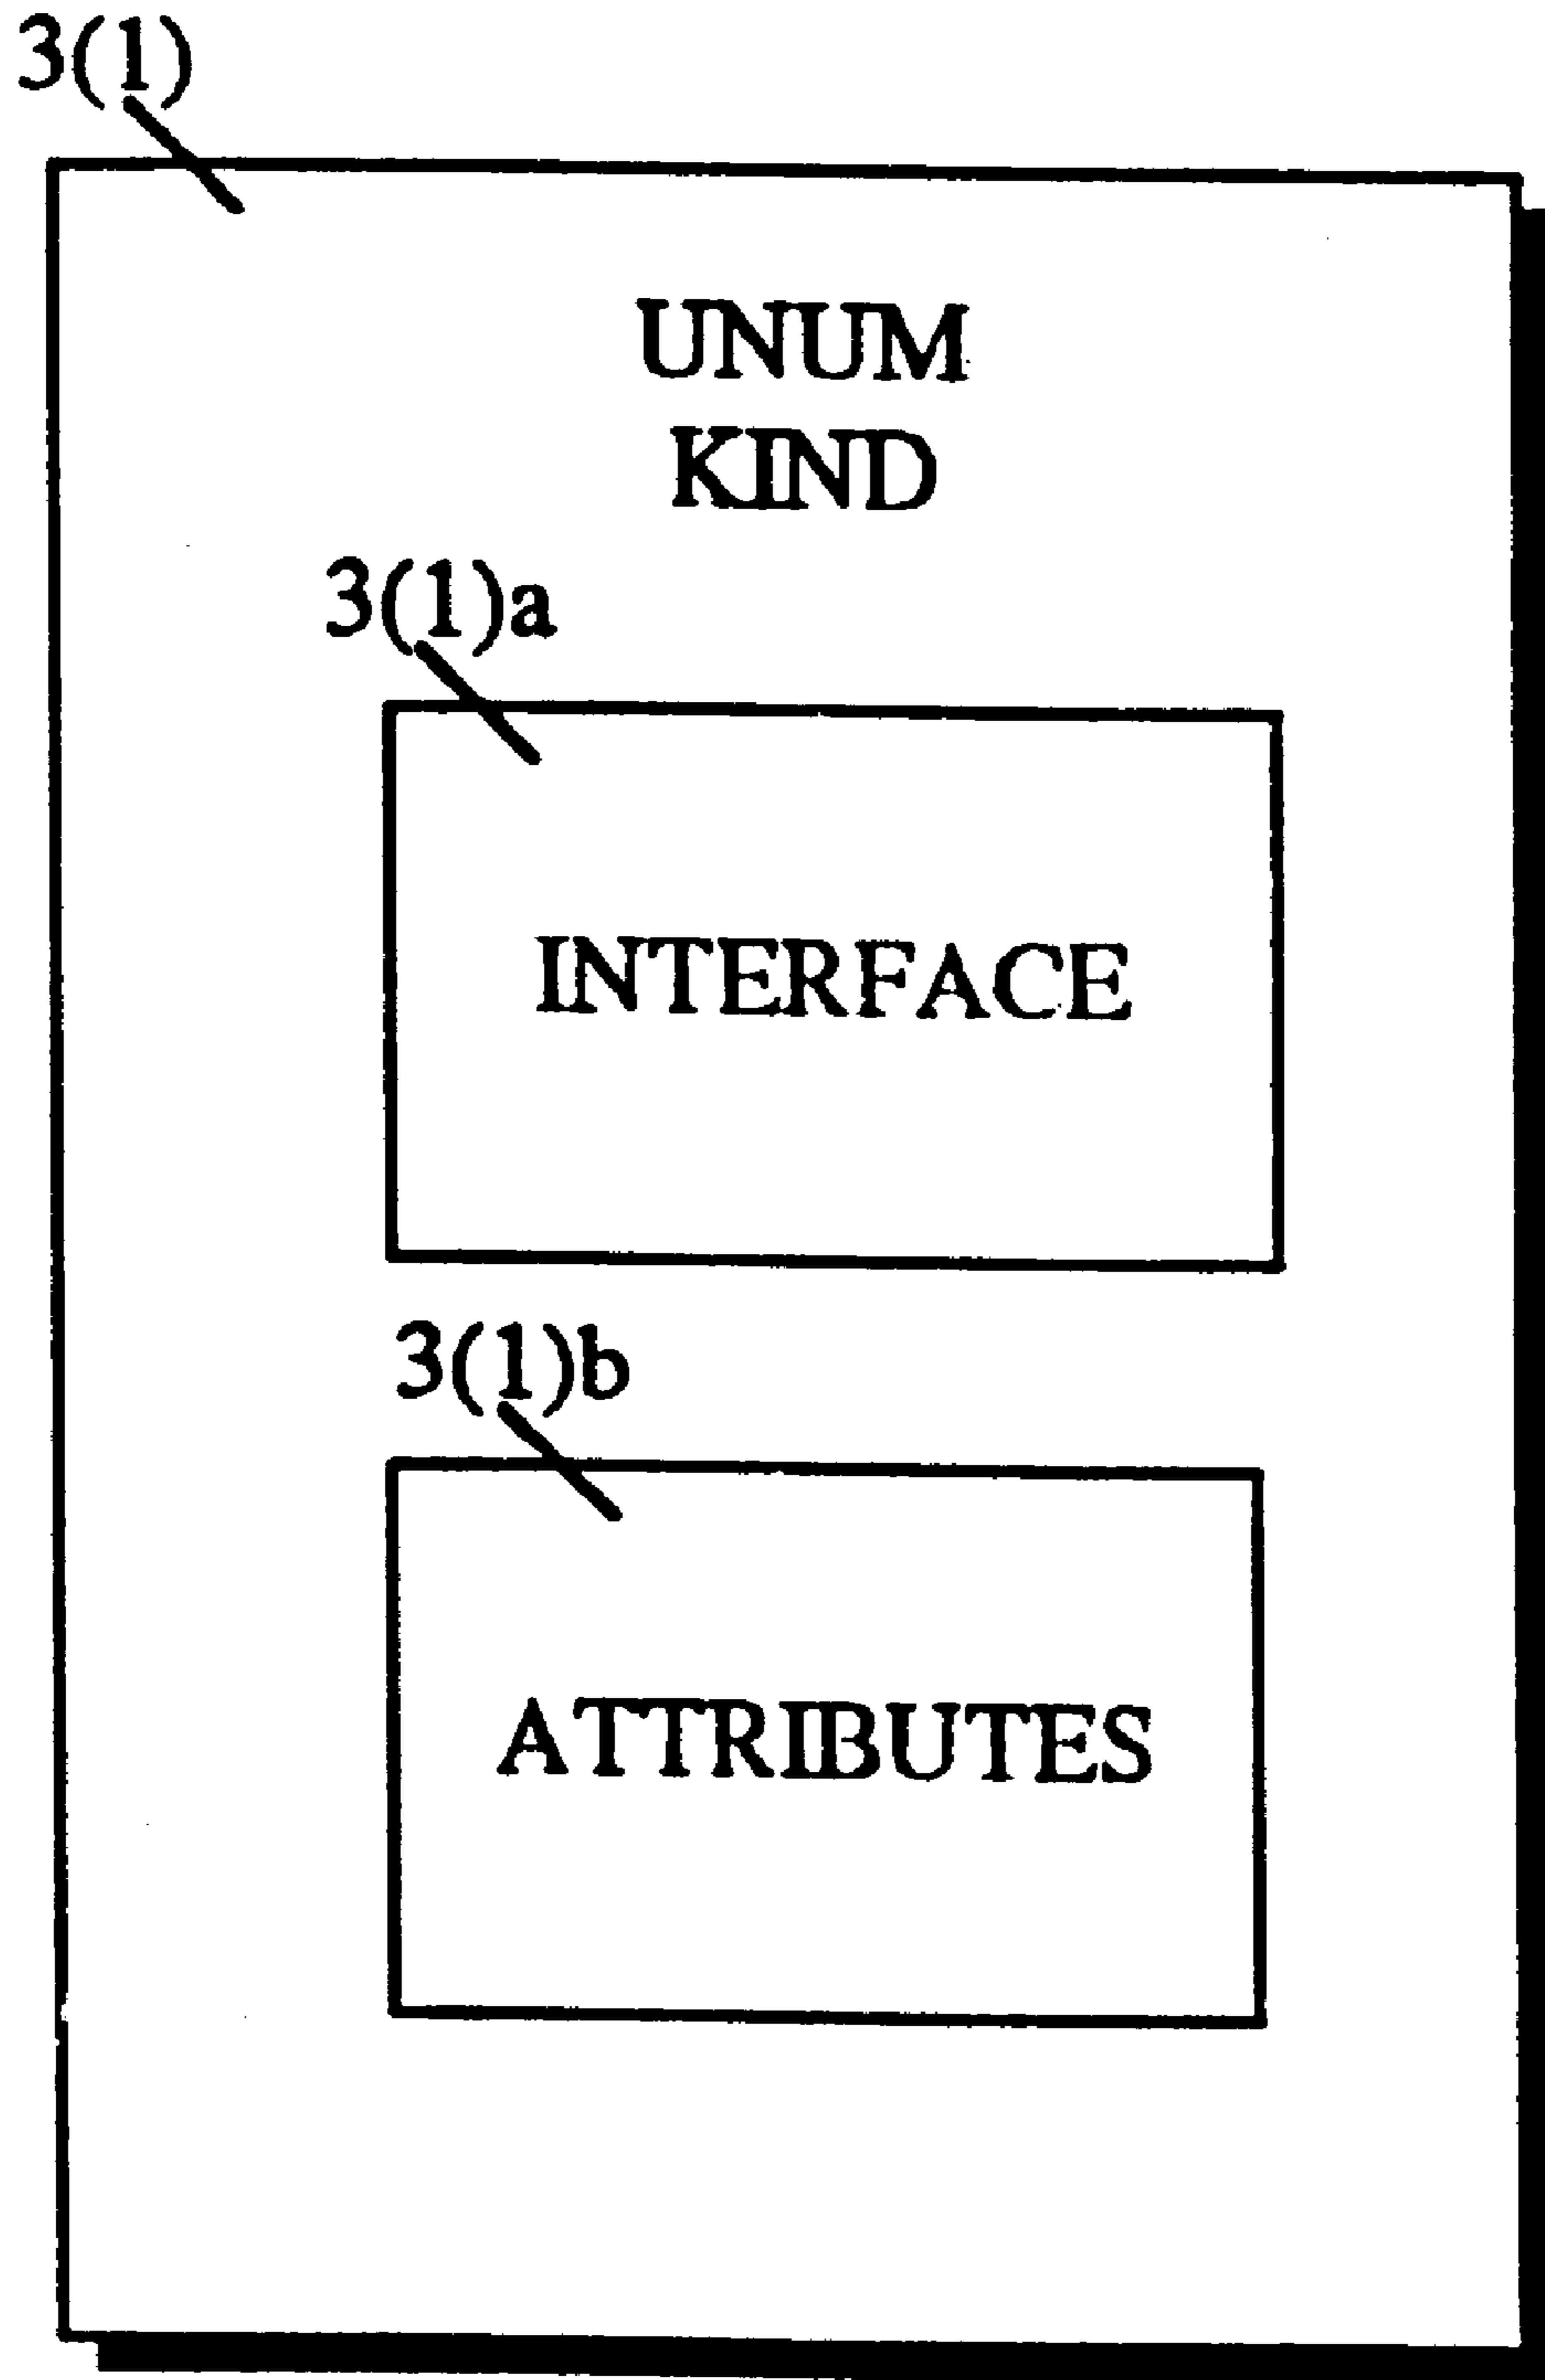 3(1)
UNUM
KIND
3(1)a
INTERFACE
3(1)b
ATTRIBUTES